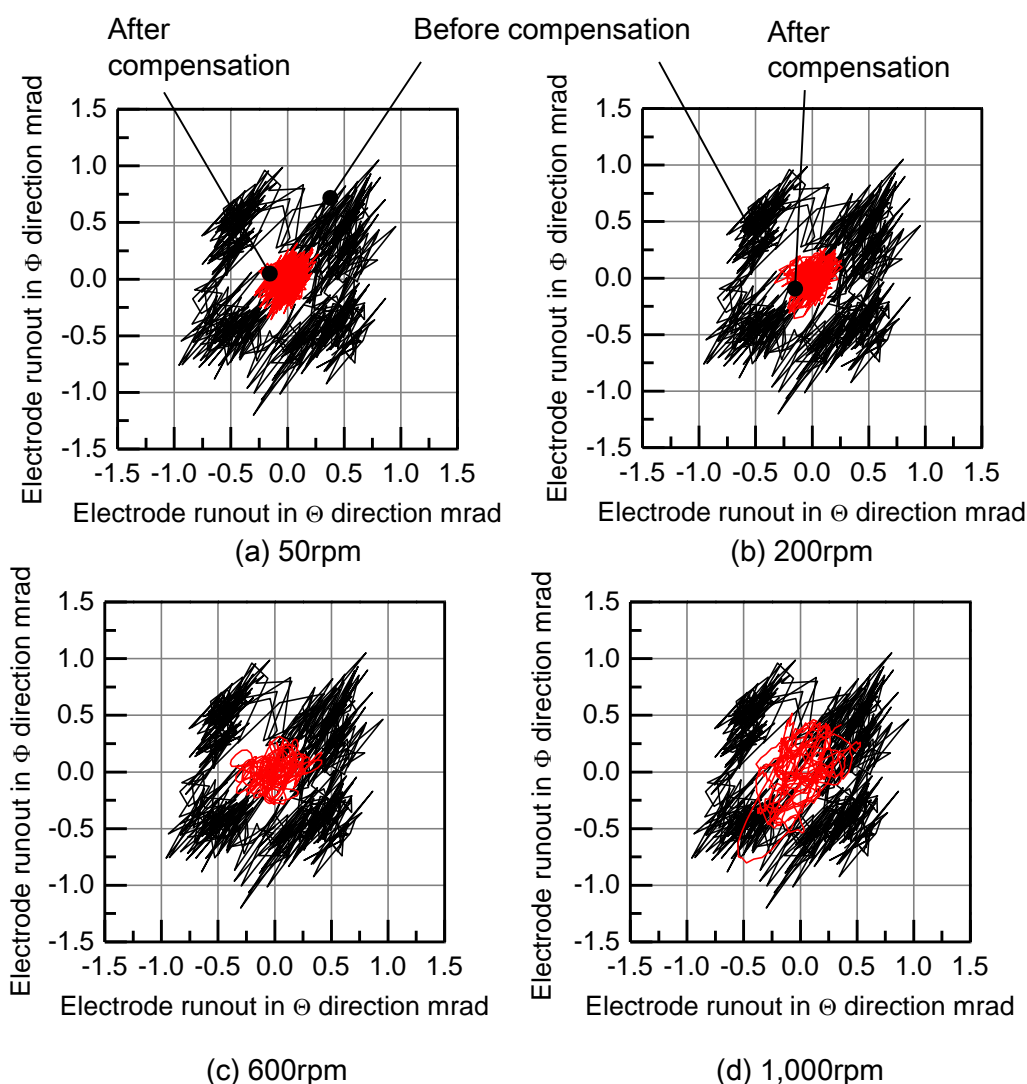 After
compensation
Before compensation
After
compensation
Electrode runout in Φ direction mrad
1.5
1.0
0.5
0.0
-0.5
-1.0
-1.5
-1.5 -1.0 -0.5 0.0 0.5 1.0 1.5
Electrode runout in Θ direction mrad
(a) 50rpm
Electrode runout in Φ direction mrad
1.5
1.0
0.5
0.0
-0.5
-1.0
-1.5
-1.5 -1.0 -0.5 0.0 0.5 1.0 1.5
Electrode runout in Θ direction mrad
(b) 200rpm
Electrode runout in Φ direction mrad
1.5
1.0
0.5
0.0
-0.5
-1.0
-1.5
-1.5 -1.0 -0.5 0.0 0.5 1.0 1.5
Electrode runout in Θ direction mrad
(c) 600rpm
Electrode runout in Φ direction mrad
1.5
1.0
0.5
0.0
-0.5
-1.0
-1.5
-1.5 -1.0 -0.5 0.0 0.5 1.0 1.5
Electrode runout in Θ direction mrad
(d) 1,000rpm